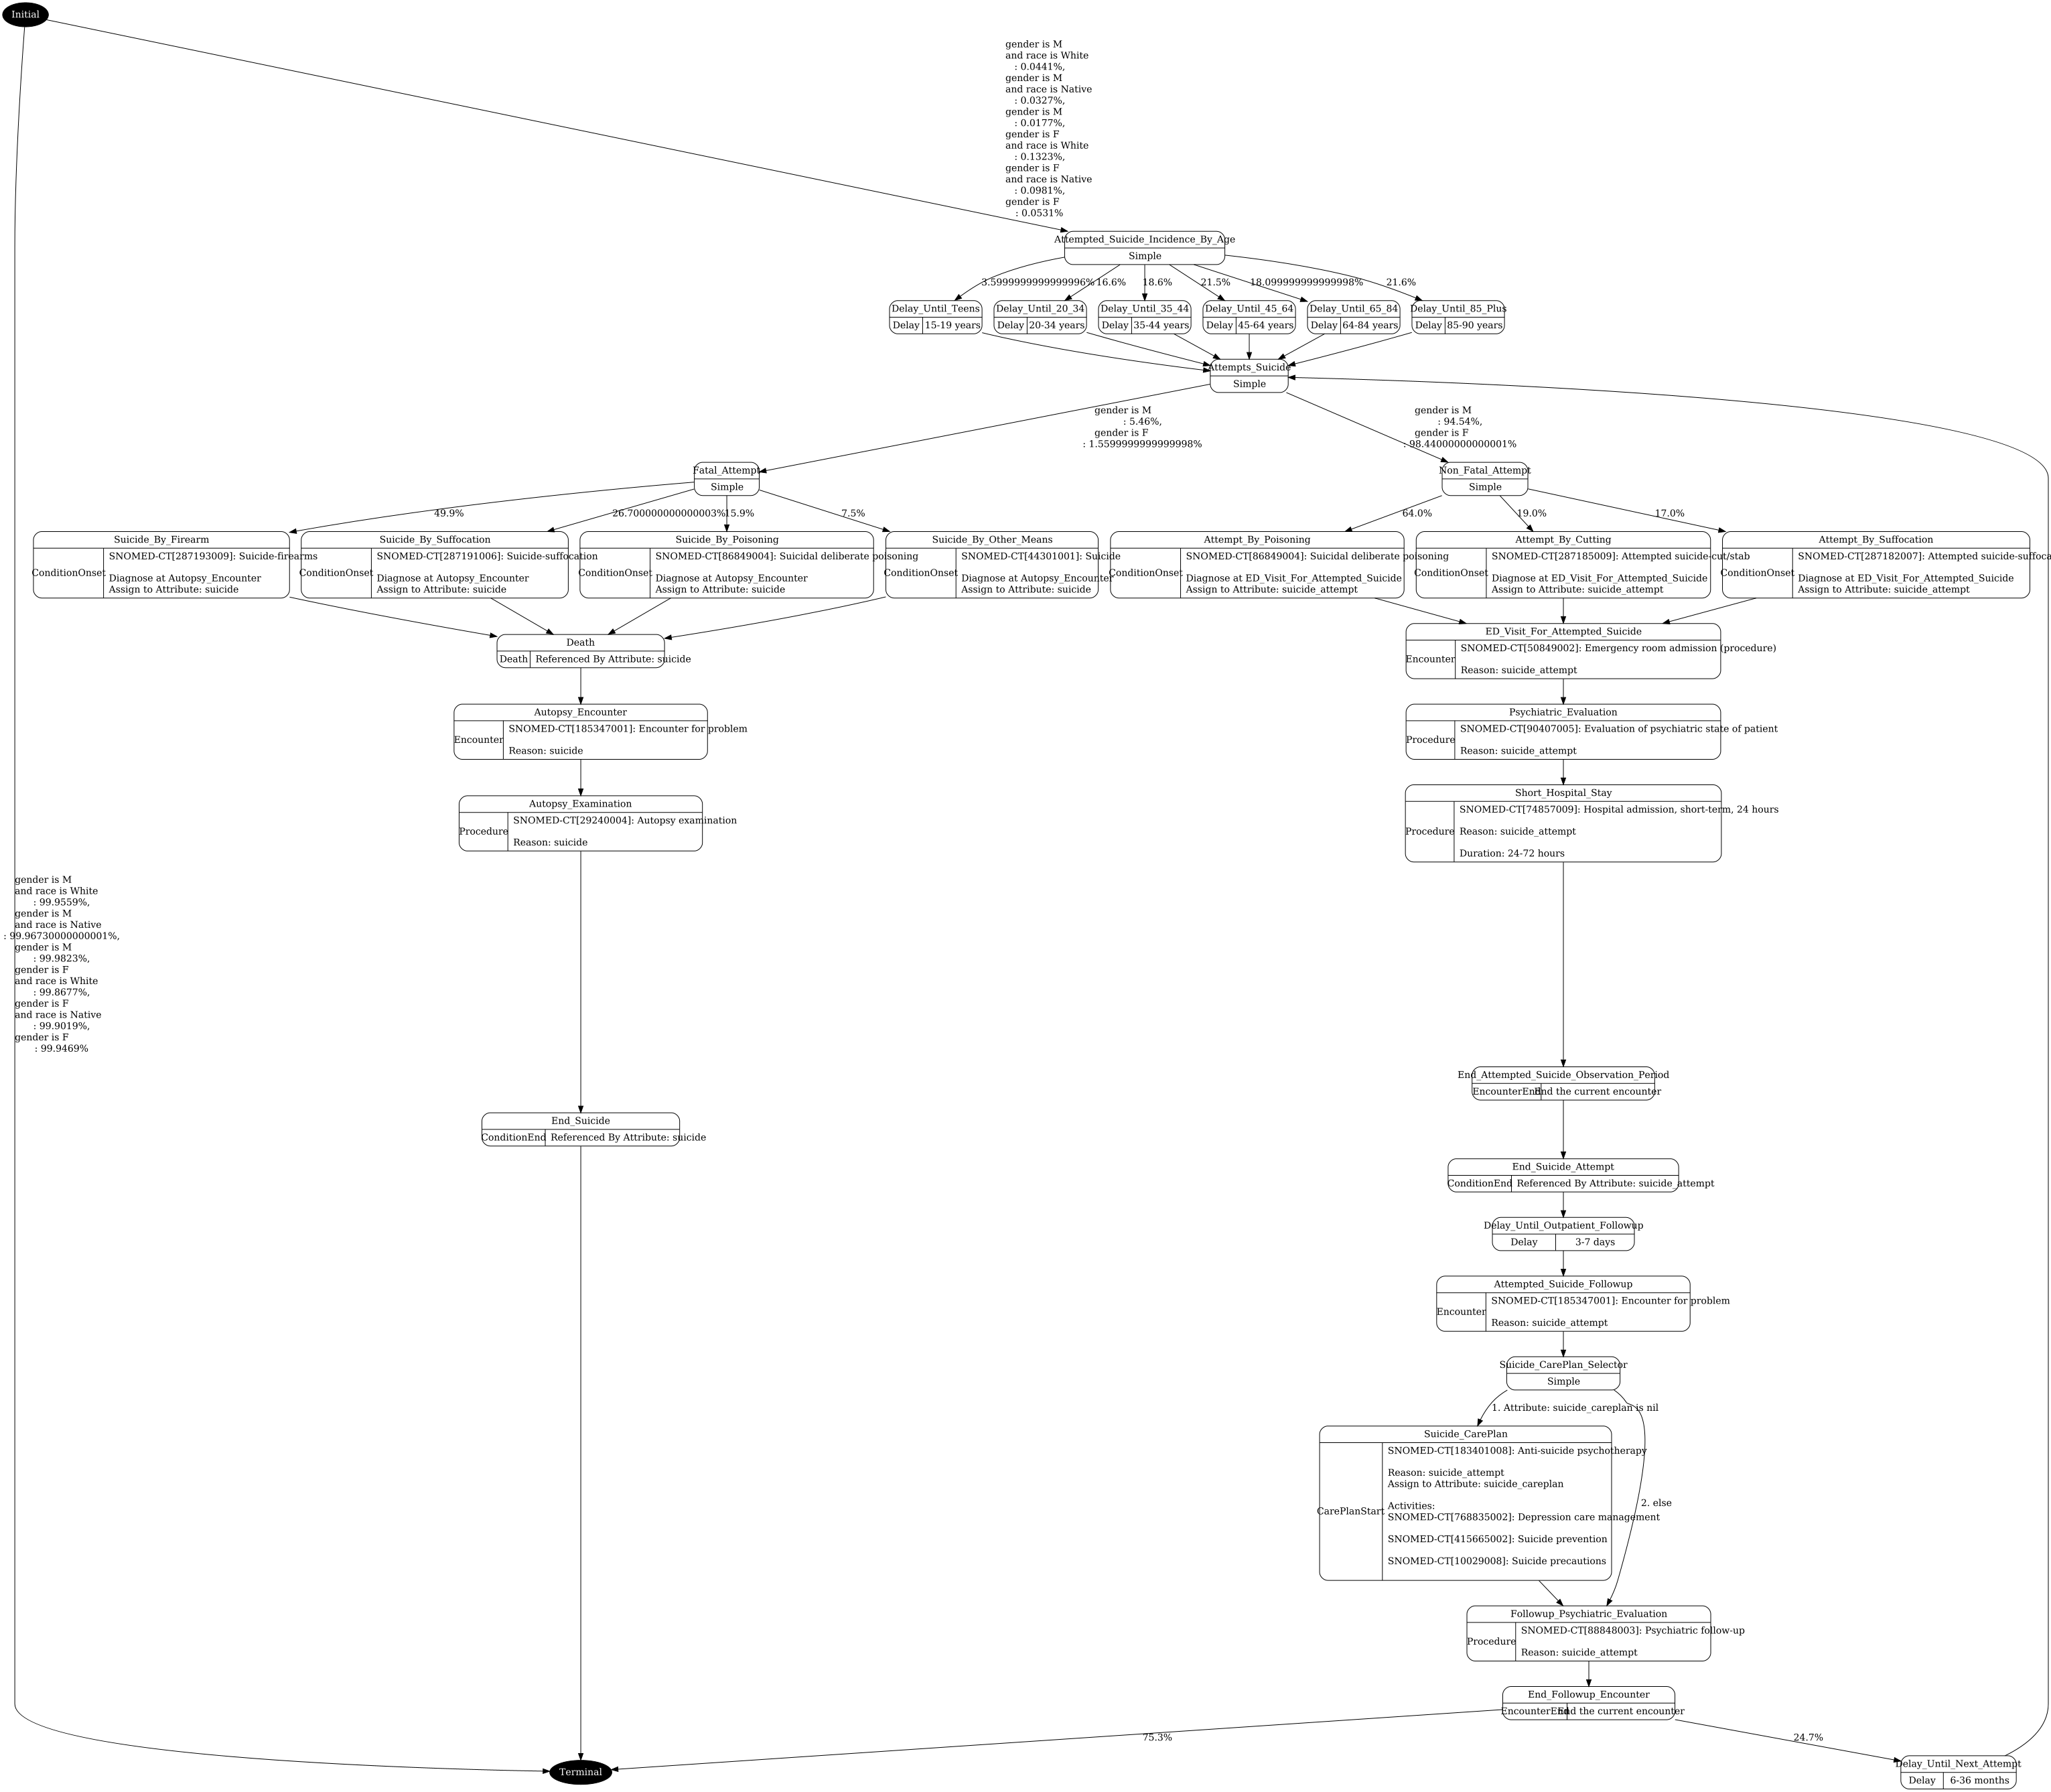 Initial
gender is M
and race is White
: 0.0441%,
gender is M
and race is Native
: 0.0327%,
gender is M
: 0.0177%,
gender is F
and race is White
: 0.1323%,
gender is F
and race is Native
: 0.0981%,
gender is F
: 0.0531%
Attempted_Suicide_Incidence_By_Age
Simple
3.5999999999999996%
16.6%
18.6%
21.5%
18.099999999999998%
21.6%
Delay_Until_Teens
Delay
15-19 years
Delay_Until_20_34
Delay
20-34 years
Delay_Until_35_44
Delay
35-44 years
Delay_Until_45_64
Delay
45-64 years
Delay_Until_65_84
Delay
64-84 years
Delay_Until_85_Plus
Delay
85-90 years
Attempts_Suicide
Simple
gender is M
: 5.46%,
gender is F
: 1.5599999999999998%
gender is M
: 94.54%,
gender is F
: 98.44000000000001%
Fatal_Attempt
Simple
Non_Fatal_Attempt
Simple
49.9%
26.700000000000003%
15.9%
7.5%
64.0%
19.0%
17.0%
Suicide_By_Firearm
ConditionOnset
SNOMED-CT[287193009]: Suicide-firearms
Diagnose at Autopsy_Encounter
Assign to Attribute: suicide
Suicide_By_Suffocation
ConditionOnset
SNOMED-CT[287191006]: Suicide-suffocation
Diagnose at Autopsy_Encounter
Assign to Attribute: suicide
Suicide_By_Poisoning
ConditionOnset
SNOMED-CT[86849004]: Suicidal deliberate poisoning
Diagnose at Autopsy_Encounter
Assign to Attribute: suicide
Suicide_By_Other_Means
ConditionOnset
SNOMED-CT[44301001]: Suicide
Diagnose at Autopsy_Encounter
Assign to Attribute: suicide
Attempt_By_Poisoning
ConditionOnset
SNOMED-CT[86849004]: Suicidal deliberate poisoning
Diagnose at ED_Visit_For_Attempted_Suicide
Assign to Attribute: suicide_attempt
Attempt_By_Cutting
ConditionOnset
SNOMED-CT[287185009]: Attempted suicide-cut/stab
Diagnose at ED_Visit_For_Attempted_Suicide
Assign to Attribute: suicide_attempt
Attempt_By_Suffocation
ConditionOnset
SNOMED-CT[287182007]: Attempted suicide-suffoca
Diagnose at ED_Visit_For_Attempted_Suicide
Assign to Attribute: suicide_attempt
Death
Death
Referenced By Attribute: suicide
ED_Visit_For_Attempted_Suicide
Encounter
SNOMED-CT[50849002]: Emergency room admission (procedure)
Reason: suicide_attempt
Autopsy_Encounter
Encounter
SNOMED-CT[185347001]: Encounter for problem
Reason: suicide
Psychiatric_Evaluation
Procedure
SNOMED-CT[90407005]: Evaluation of psychiatric state of patient
Reason: suicide_attempt
Autopsy_Examination
Procedure
SNOMED-CT[29240004]: Autopsy examination
Reason: suicide
Short_Hospital_Stay
Procedure
SNOMED-CT[74857009]: Hospital admission, short-term, 24 hours
Reason: suicide_attempt
Duration: 24-72 hours
gender is M
and race is White
: 99.9559%,
gender is M
and race is Native
: 99.96730000000001%,
gender is M
: 99.9823%,
gender is F
and race is White
: 99.8677%,
gender is F
and race is Native
: 99.9019%,
gender is F
: 99.9469%
End_Attempted_Suicide_Observation_Period
EncounterEnd
End the current encounter
End_Suicide
ConditionEnd
Referenced By Attribute: suicide
End_Suicide_Attempt
ConditionEnd
Referenced By Attribute: suicide_attempt
Delay_Until_Outpatient_Followup
Delay
3-7 days
Attempted_Suicide_Followup
Encounter
SNOMED-CT[185347001]: Encounter for problem
Reason: suicide_attempt
Suicide_CarePlan_Selector
Simple
1. Attribute: suicide_careplan is nil
2. else
Suicide_CarePlan
CarePlanStart
SNOMED-CT[183401008]: Anti-suicide psychotherapy
Reason: suicide_attempt
Assign to Attribute: suicide_careplan
Activities:
SNOMED-CT[768835002]: Depression care management
SNOMED-CT[415665002]: Suicide prevention
SNOMED-CT[10029008]: Suicide precautions
Followup_Psychiatric_Evaluation
Procedure
SNOMED-CT[88848003]: Psychiatric follow-up
Reason: suicide_attempt
End_Followup_Encounter
EncounterEnd
End the current encounter
75.3%
24.7%
Terminal
Delay_Until_Next_Attempt
Delay
6-36 months